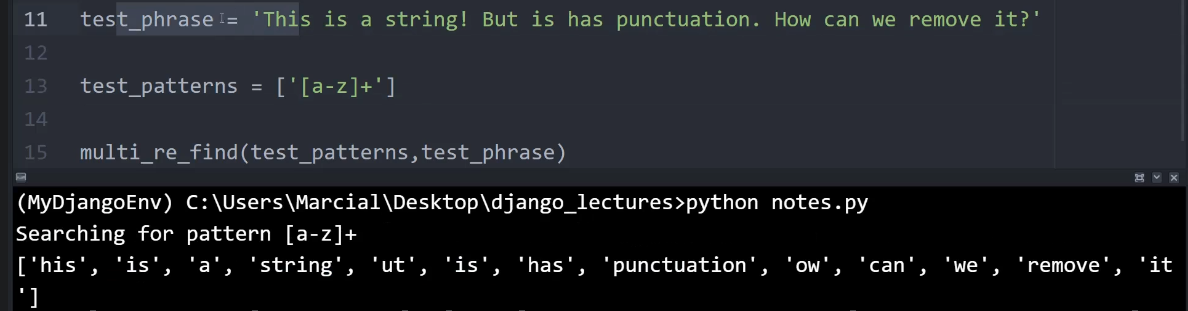 11 test_phrase = 'This is a string! But is has punctuation. How can we remove it?'
12
13 test_patterns = ['[a-z]+']
14
15 multi_re_find(test_patterns,test_phrase)
(MyDjangoEnv) C:\Users\Marcial\Desktop\django_lectures>python notes.py
Searching for pattern [a-z]+
['his', 'is', 'a', 'string', 'ut', 'is', 'has', 'punctuation', 'ow', 'can', 'we', 'remove', 'it
']